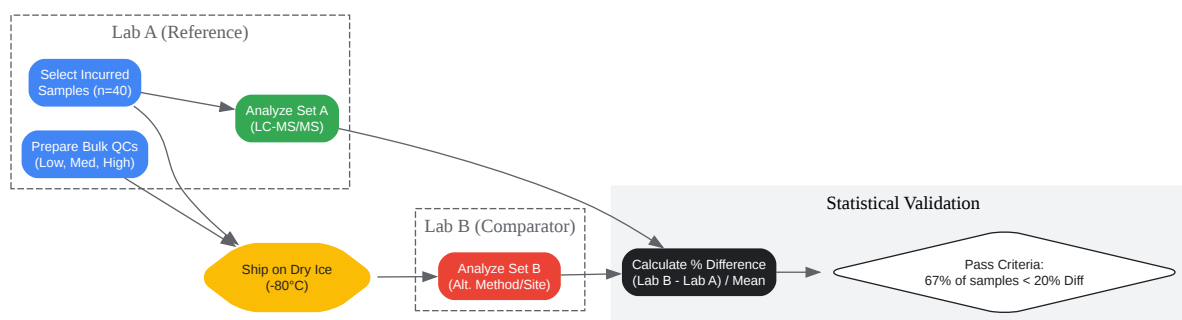 Lab A (Reference)
Select Incurred
Samples (n=40)
Analyze Set A
(LC-MS/MS)
Prepare Bulk QCs
(Low, Med, High)
Ship on Dry Ice
(-80°C)
Lab B (Comparator)
Analyze Set B
(Alt. Method/Site)
Statistical Validation
Calculate % Difference
(Lab B - Lab A) / Mean
Pass Criteria:
67% of samples < 20% Diff